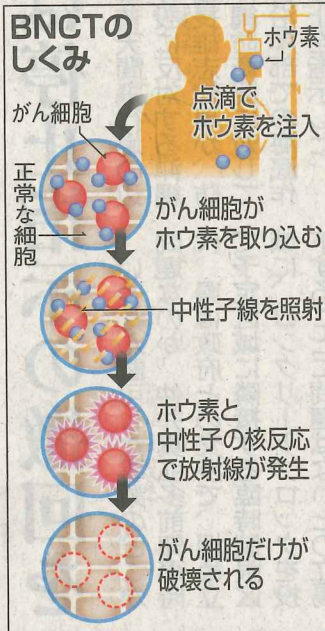 BNCTの
しくみ
ホウ素
点滴で
ホウ素を注入
がん細胞
正常な細胞
がん細胞が
ホウ素を取り込む
中性子線を照射
ホウ素と
中性子の核反応
で放射線が発生
がん細胞だけが
破壊される